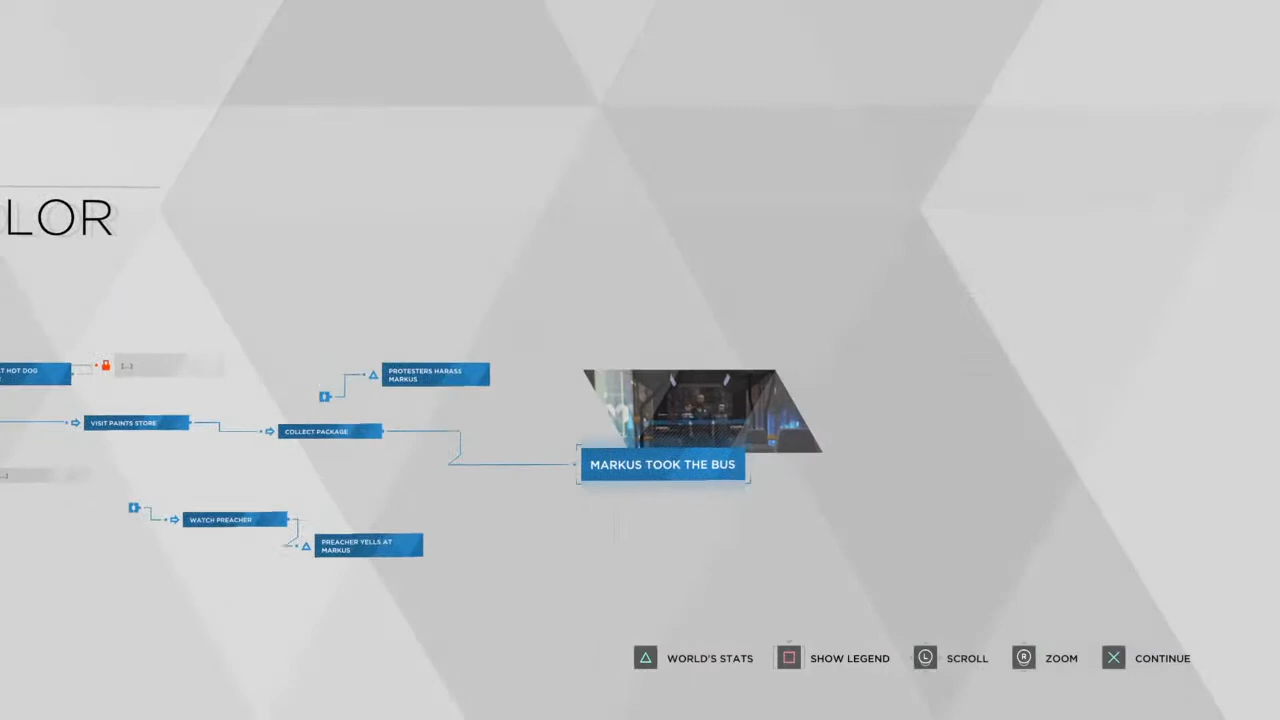 LOR
T HOT DOG
[...]
PROTESTERS HARASS
MARKUS
VISIT PAINTS STORE
COLLECT PACKAGE
MARKUS TOOK THE BUS
...]
WATCH PREACHER
PREACHER YELLS AT
MARKUS
WORLD'S STATS
SHOW LEGEND
L
SCROLL
R
ZOOM
CONTINUE